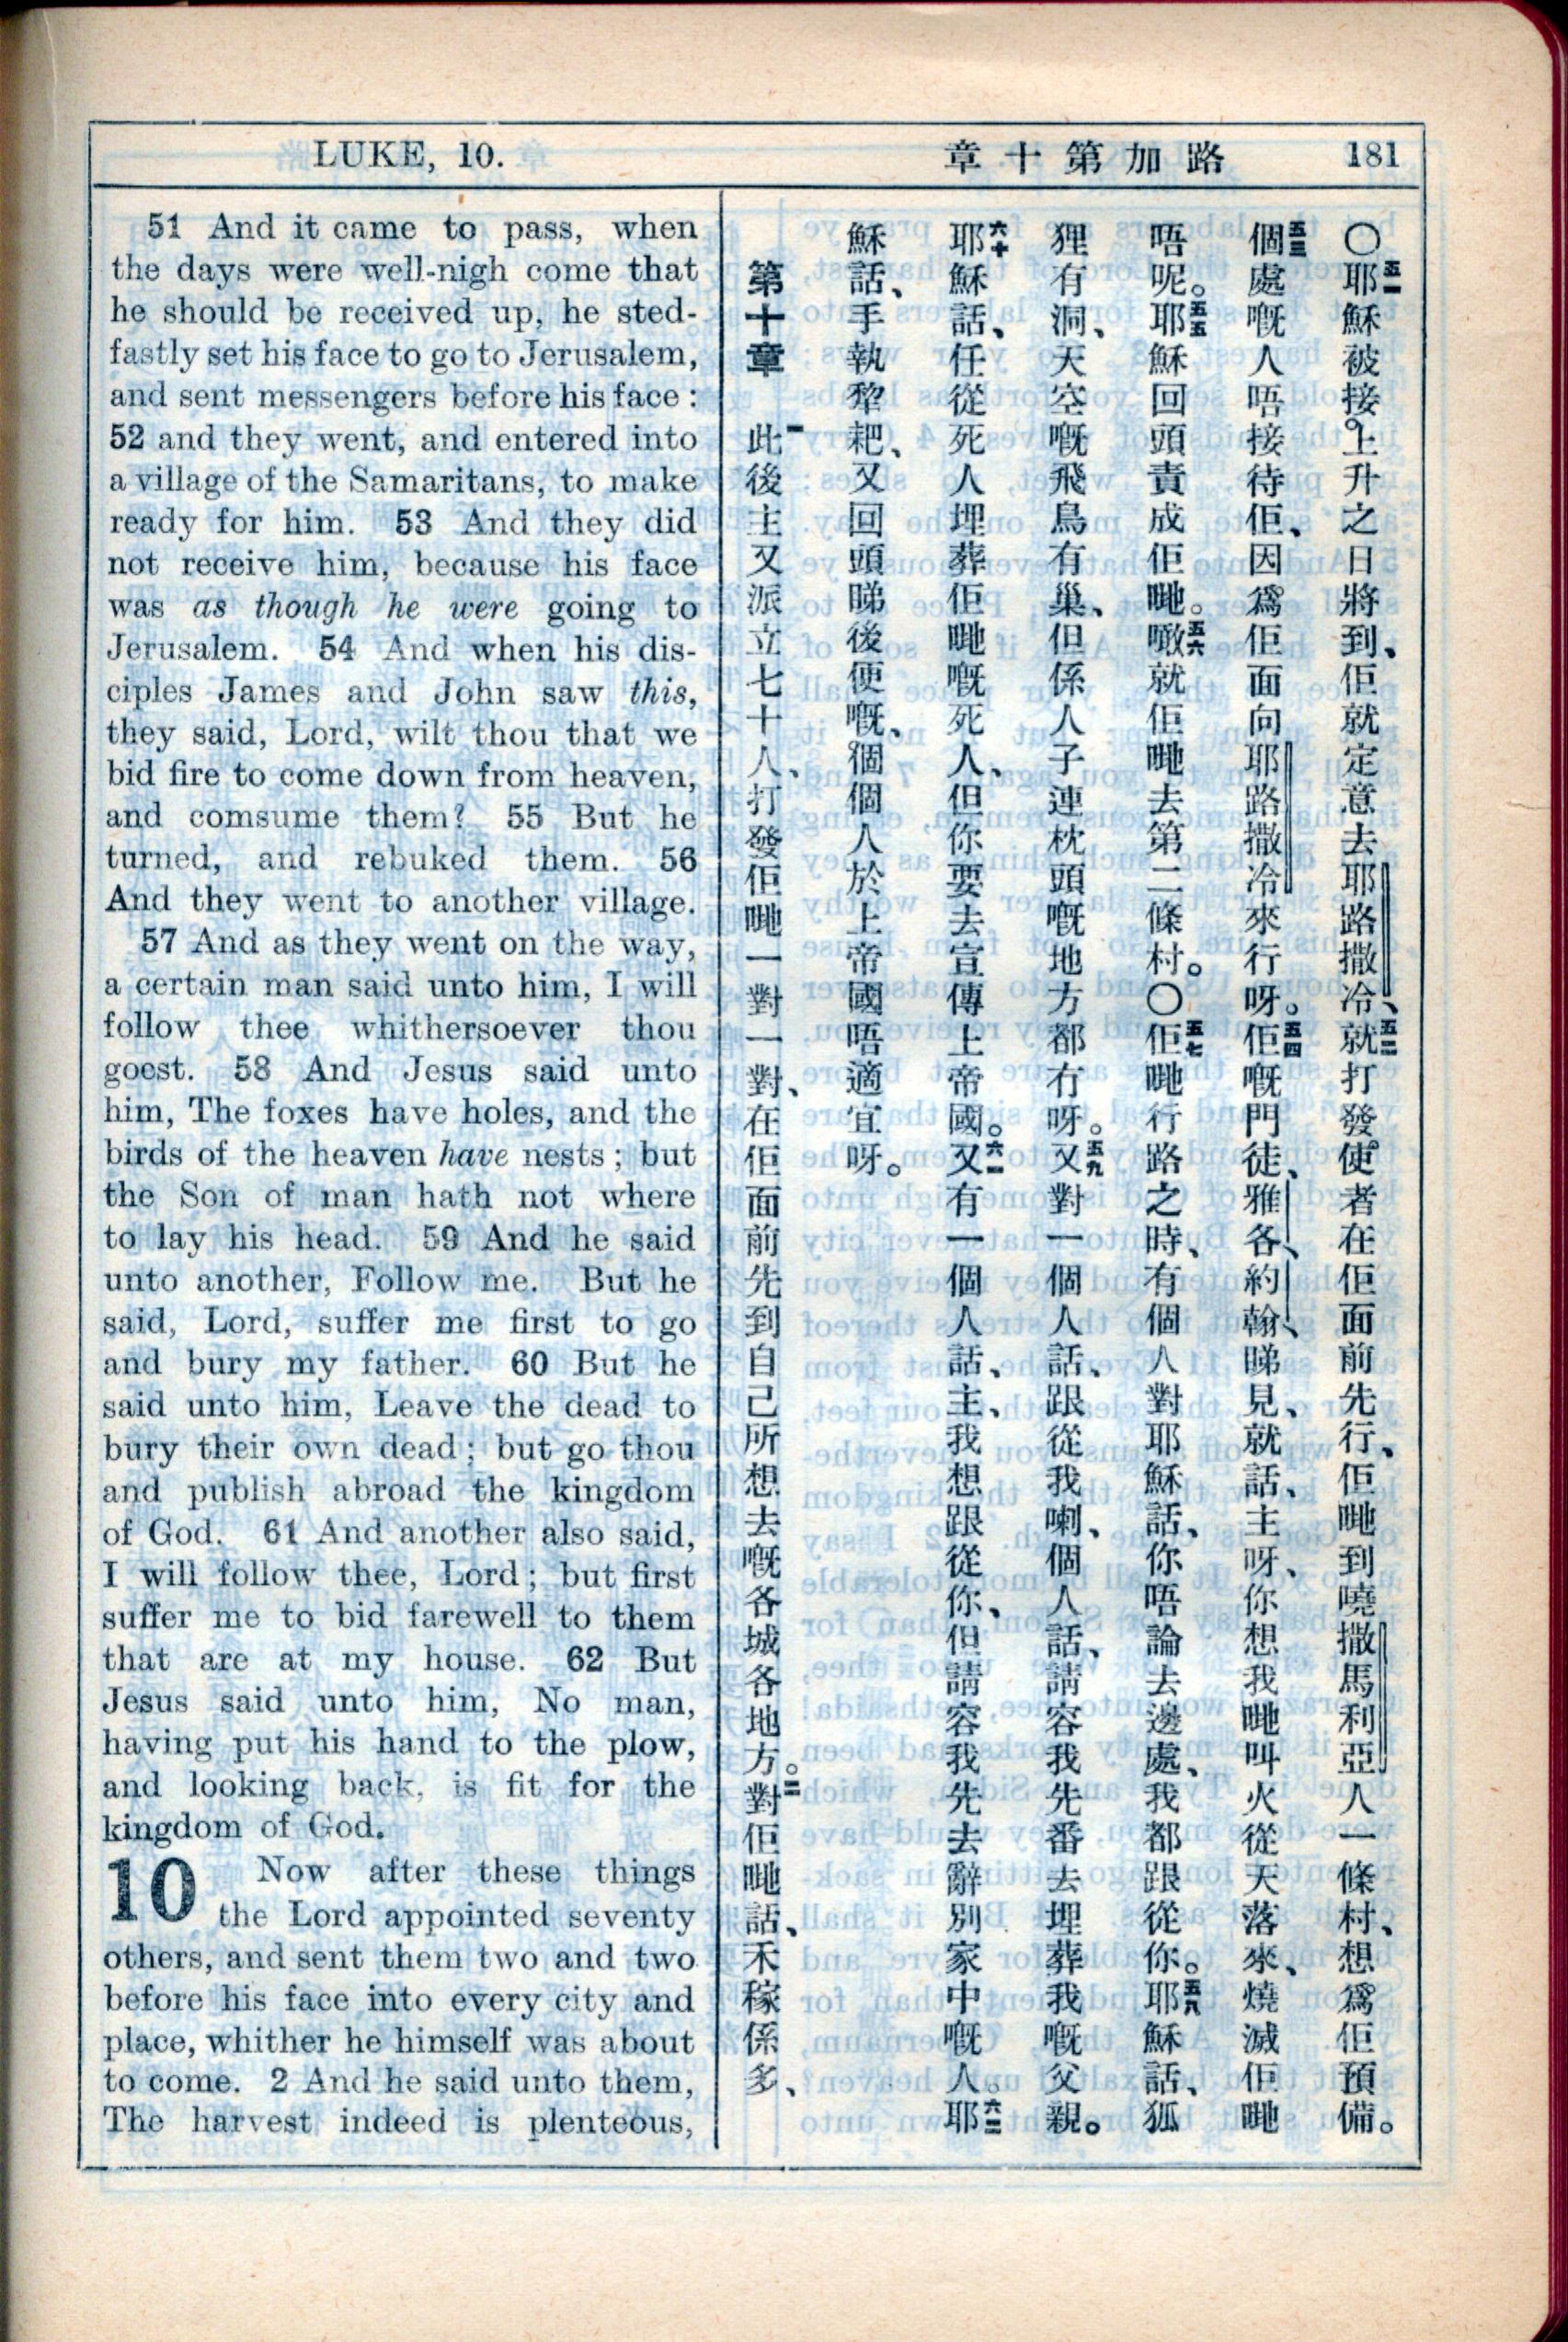 LUKE, 10.
章十第加路
181
51 And it came to pass, when
the days were well-nigh come that
he should be received up, he sted-
fastly set his face to go to Jerusalem,
and sent messengers before his face :
52 and they went, and entered into
a village of the Samaritans, to make
ready for him. 53 And they did
not receive him, because his face
was as though he were going to
Jerusalem. 54 And when his dis-
ciples James and John saw this,
they said, Lord, wilt thou that we
bid fire to come down from heaven,
and comsume them? 55 But he
turned, and rebuked them. 56
And they went to another village.
57 And as they went on the way,
a certain man said unto him, I will
follow thee whithersoever thou
goest. 58 And Jesus said unto
him, The foxes have holes, and the
birds of the heaven have nests ; but
the Son of man hath not where
to lay his head. 59 And he said
unto another, Follow me. But he
said, Lord, suffer me first to go
and bury my father. 60 But he
said unto him, Leave the dead to
bury their own dead ; but go thou
and publish abroad the kingdom
of God. 61 And another also said,
I will follow thee, Lord ; but first
suffer me to bid farewell to them
that are at my house. 62 But
Jesus said unto him, No man,
having put his hand to the plow,
and looking back, is fit for the
kingdom of God.
10 Now after these things
the Lord appointed seventy
others, and sent them two and two
before his face into every city and
place, whither he himself was about
to come. 2 And he said unto them,
The harvest indeed is plenteous,
〇五一耶穌被接上升之日將到、佢就定意去耶路撒冷、五二就打發使者在佢面前先行、佢哋到嘵撒馬利亞人一條村、想爲佢預備。
五三個處嘅人唔接待佢、因爲佢面向耶路撒冷來行呀。五四佢嘅門徒、雅各、約翰、睇見、就話、主呀、你想我哋叫火從天落來、燒滅佢哋
唔呢。五五耶穌回頭責成佢哋。五六噉就佢哋去第二條村。〇五七佢哋行路之時、有個人對耶穌話、你唔論去邊處、我都跟從你。五八耶穌話、狐
狸有洞、天空嘅飛鳥有巢、但係人子連枕頭嘅地方都冇呀。五九又對一個人話、跟從我喇、個人話、請容我先番去埋葬我嘅父親。
六十耶穌話、任從死人埋葬佢哋嘅死人、但你要去宣傳上帝國。六一又有一個人話、主、我想跟從你、但請容我先去辭別家中嘅人。六二耶
穌話、手執犂耙、又回頭睇後便嘅、個個人於上帝國唔適宜呀。
第十章 一此後主又派立七十人、打發佢哋一對一對、在佢面前先到自己所想去嘅各城各地方。二對佢哋話、禾稼係多、